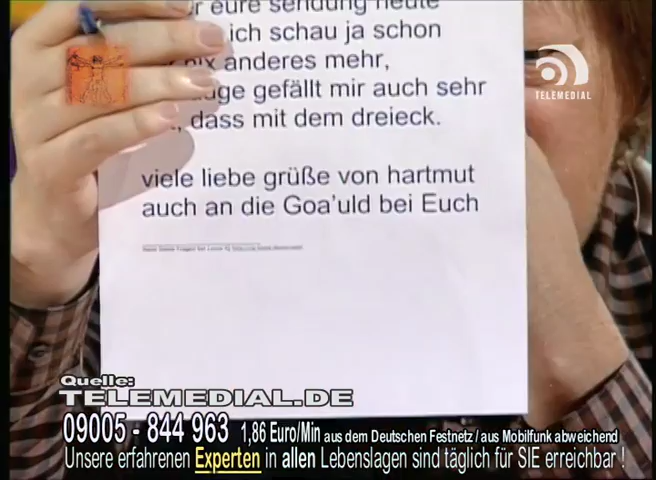 r eure sendung heute
ich schau ja schon
nix anderes mehr,
auge gefällt mir auch sehr
, dass mit dem dreieck.
TELEMEDIAL
viele liebe grüße von hartmut
auch an die Goa'uld bei Euch
Quelle:
TELEMEDIAL.DE
09005 - 844 963 1,86 Euro/Min aus dem Deutschen Festnetz / aus Mobilfunk abweichend
Unsere erfahrenen Experten in allen Lebenslagen sind täglich für SIE erreichbar !